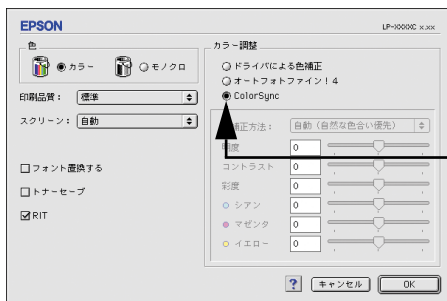 EPSON
LP-XXXXC x.xx
色
カラー
モノクロ
印刷品質： 標準
スクリーン： 自動
フォント置換する
トナーセーブ
RIT
カラー調整
ドライバによる色補正
オートフォトファイン！4
ColorSync
補正方法： 自動（自然な色合い優先）
明度 0
コントラスト 0
彩度 0
シアン 0
マゼンタ 0
イエロー 0
?
キャンセル
OK